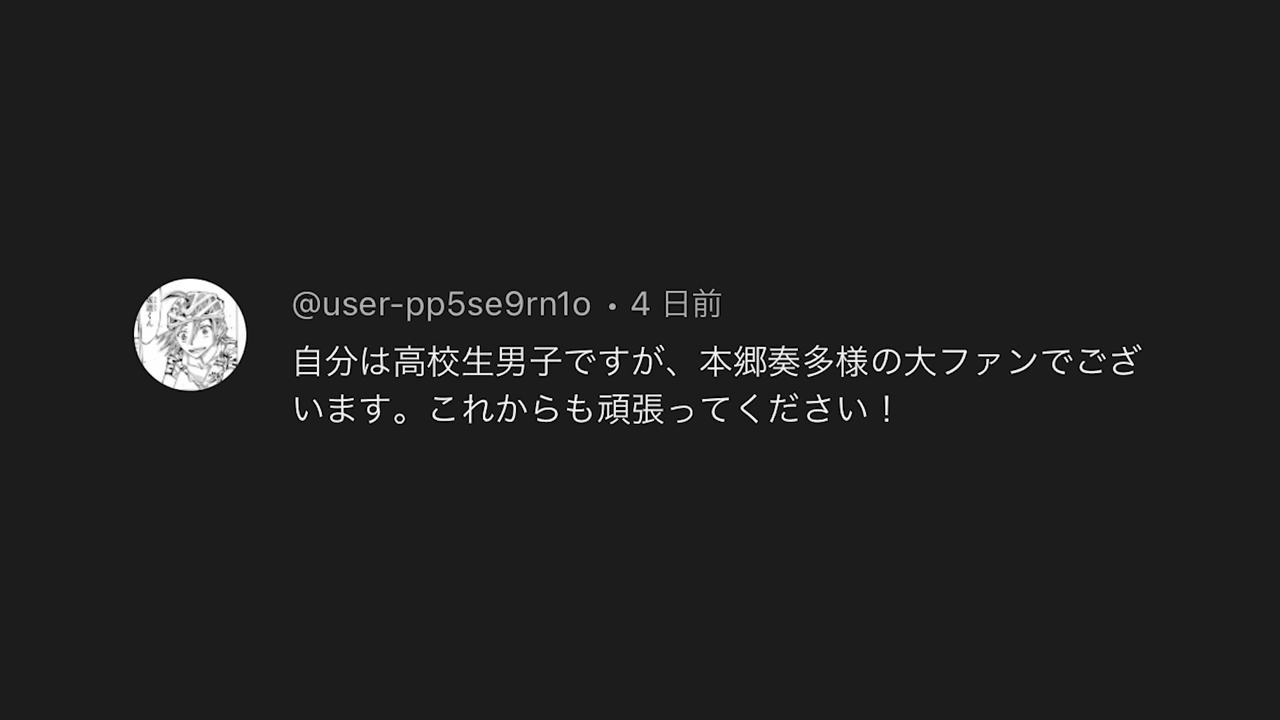 @user-pp5se9rn1o • 4 日前
自分は高校生男子ですが、本郷奏多様の大ファンでござ
います。これからも頑張ってください！